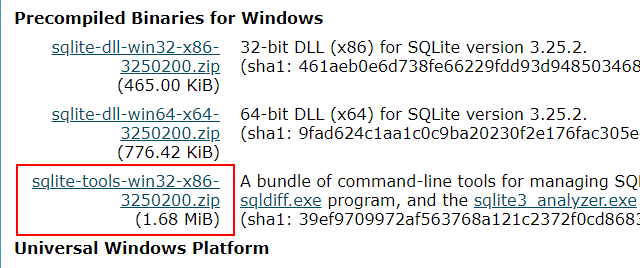 Precompiled Binaries for Windows
sqlite-dll-win32-x86-
3250200.zip
(465.00 KiB)
32-bit DLL (x86) for SQLite version 3.25.2.
(sha1: 461aeb0e6d738fe66229fdd93d948503468
sqlite-dll-win64-x64-
3250200.zip
(776.42 KiB)
64-bit DLL (x64) for SQLite version 3.25.2.
(sha1: 9fad624c1aa1c0c9ba20230f2e176fac305e
sqlite-tools-win32-x86-
3250200.zip
(1.68 MiB)
A bundle of command-line tools for managing SQL
sqldiff.exe program, and the sqlite3_analyzer.exe
(sha1: 39ef9709972af563768a121c2372f0cd8683
Universal Windows Platform